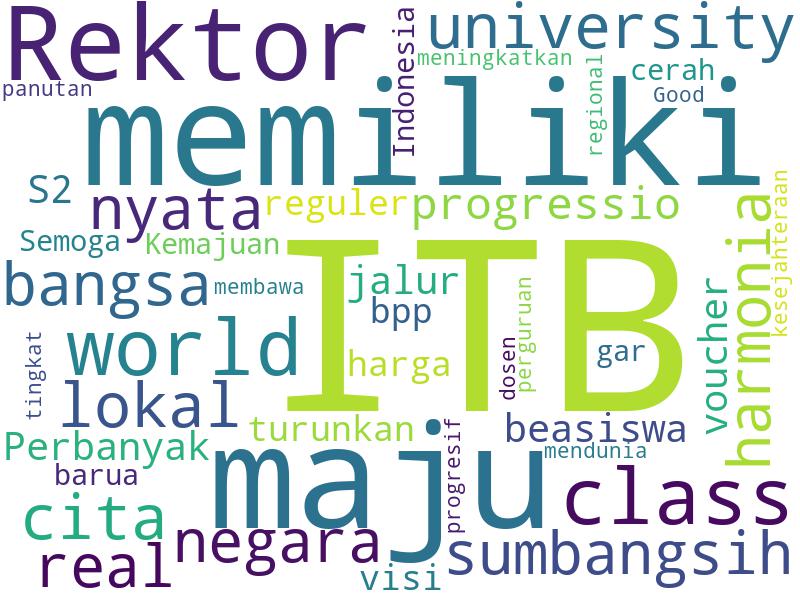 Rektor
Indonesia
university
meningkatkan
panutan
regional
cerah
Good
memiliki
S2
nyata
reguler
progressio
kesejahteraan
harmonia
Semoga
Kemajuan
ITB
bangsa
membawa
jalur
voucher
bpp
perguruan
world
tingkat
harga
dosen
gar
lokal
turunkan
beasiswa
Perbanyak
maju
progresif
mendunia
barua
class
cita
negara
sumbangsih
real
visi